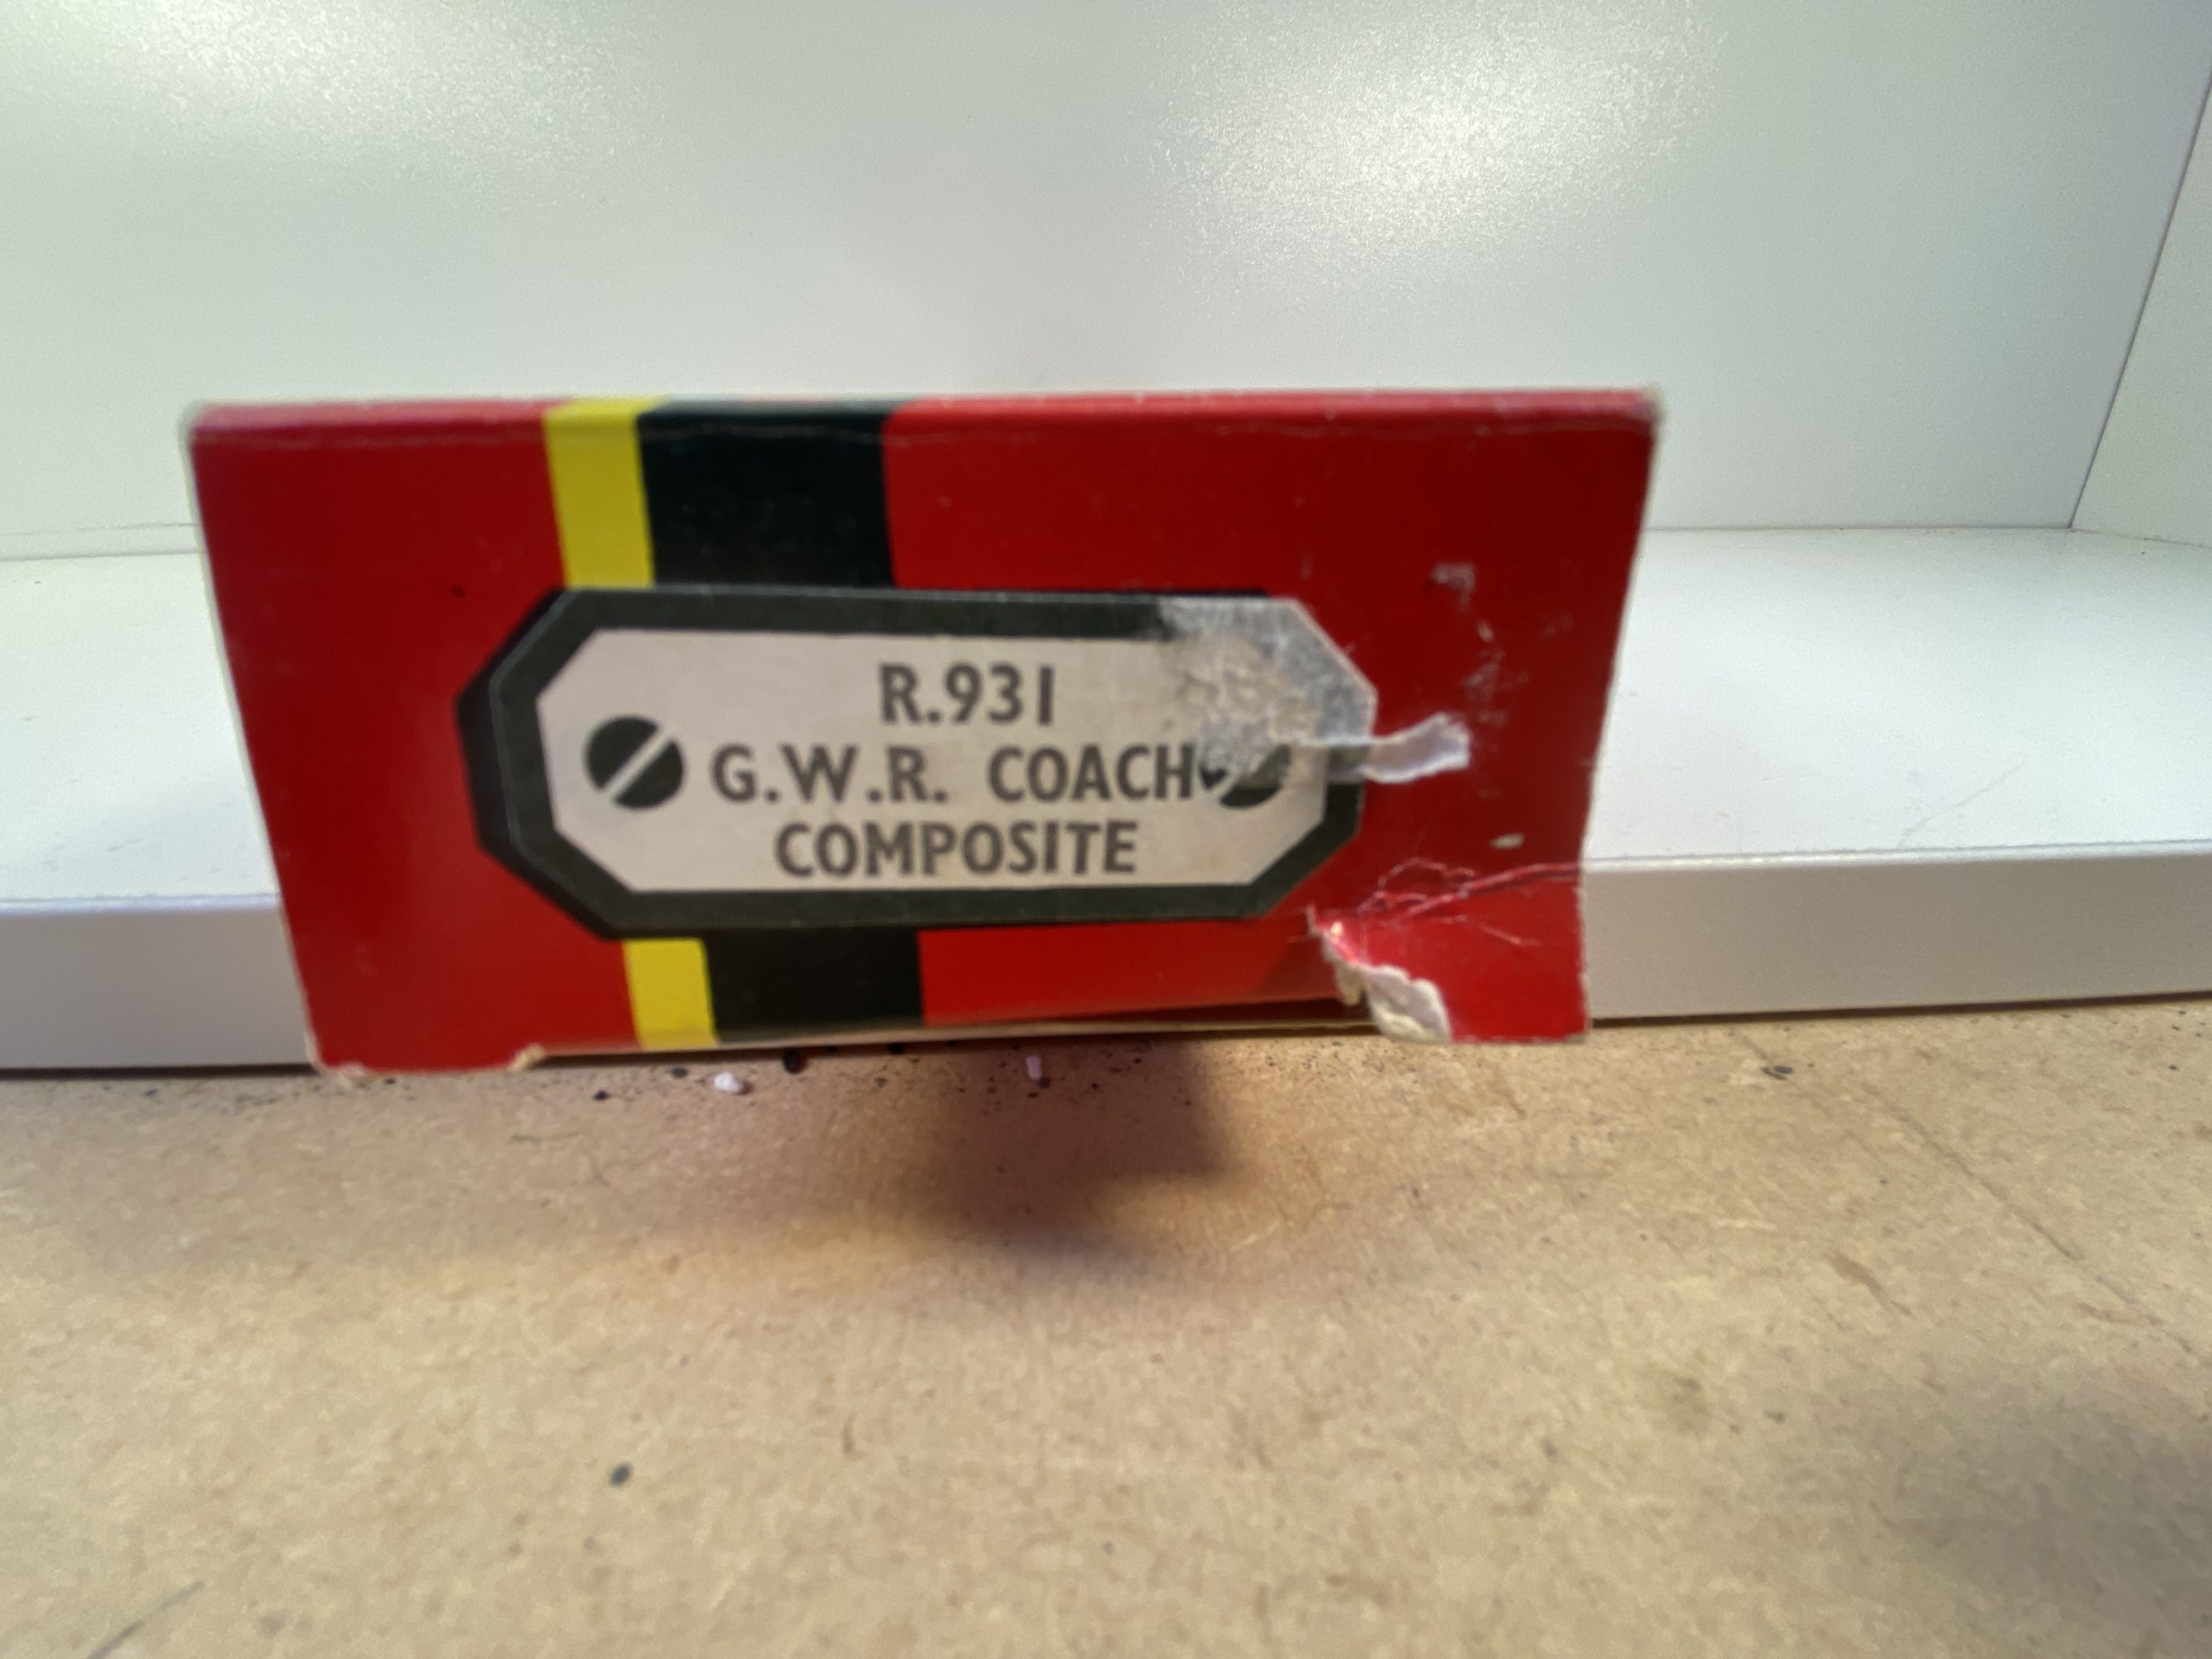 R.931
G.W.R. COACH
COMPOSITE